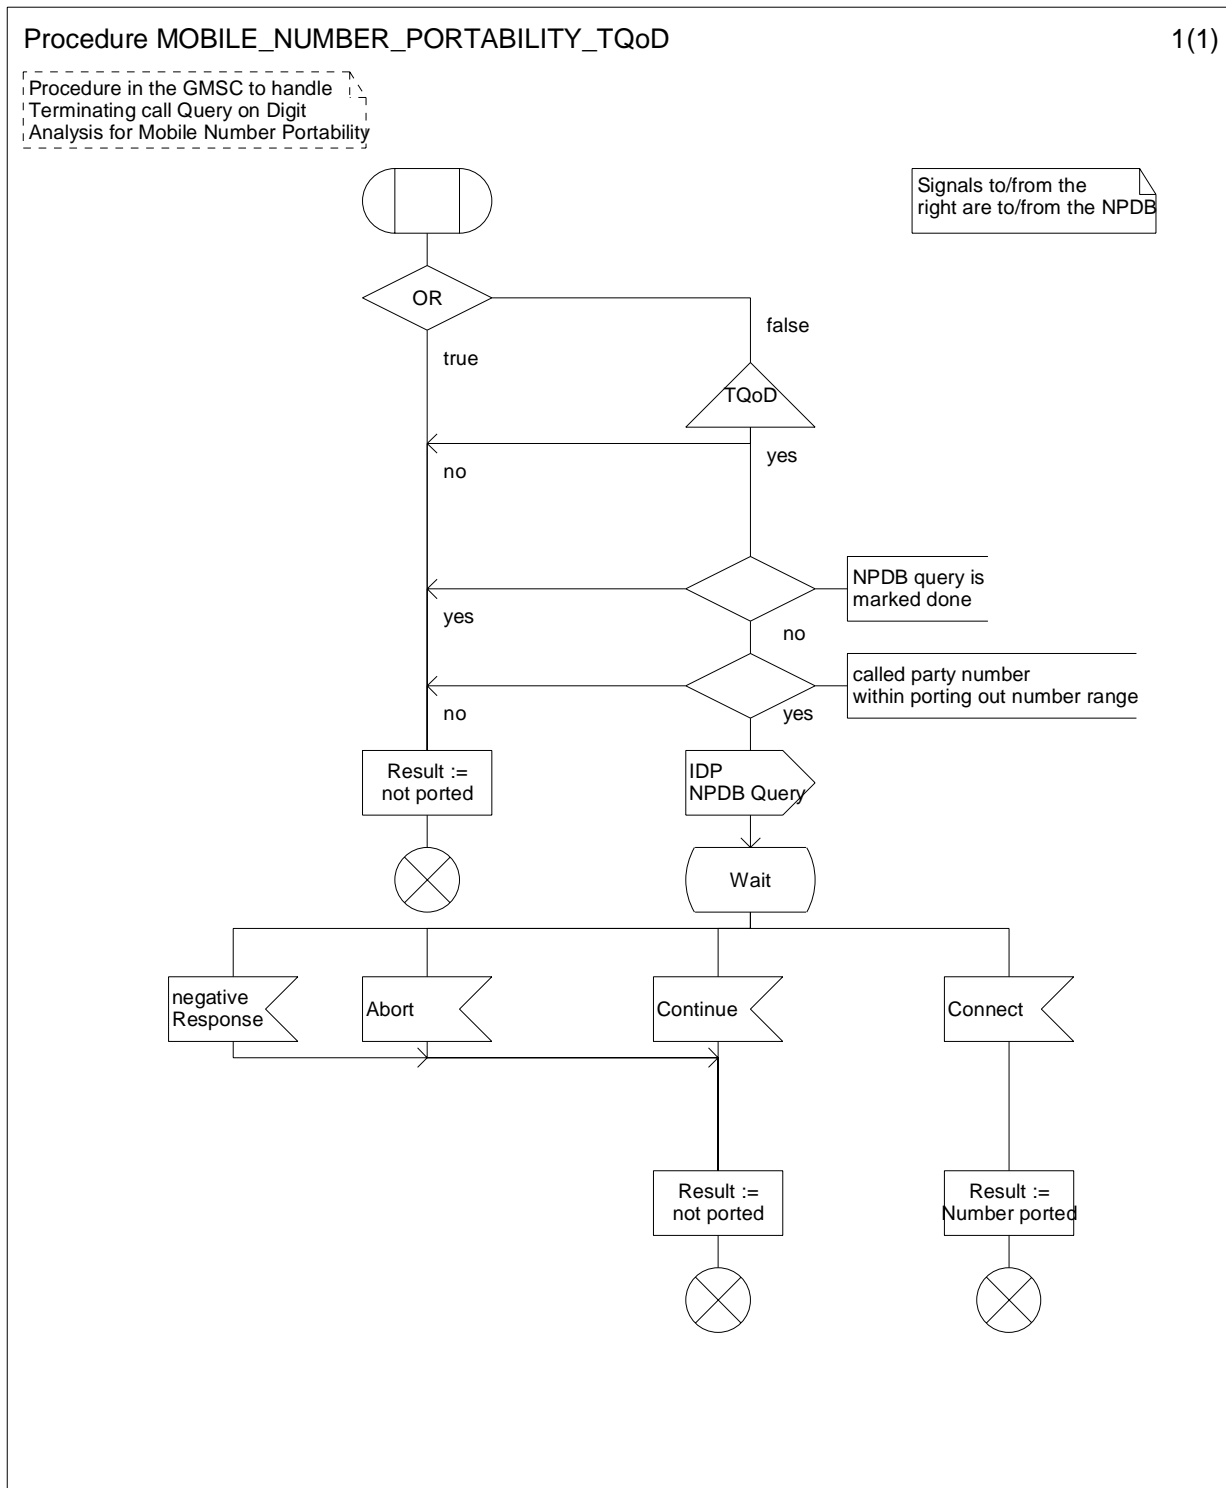 Procedure MOBILE_NUMBER_PORTABILITY_TQoD
1(1)
Procedure in the GMSC to handle
Terminating call Query on Digit
Analysis for Mobile Number Portability
Signals to/from the
right are to/from the NPDB
OR
false
true
TQoD
no
yes
NPDB query is
marked done
yes
no
called party number
within porting out number range
no
yes
Result :=
not ported
IDP
NPDB Query
Wait
negative
Response
Abort
Continue
Connect
Result :=
not ported
Result :=
Number ported